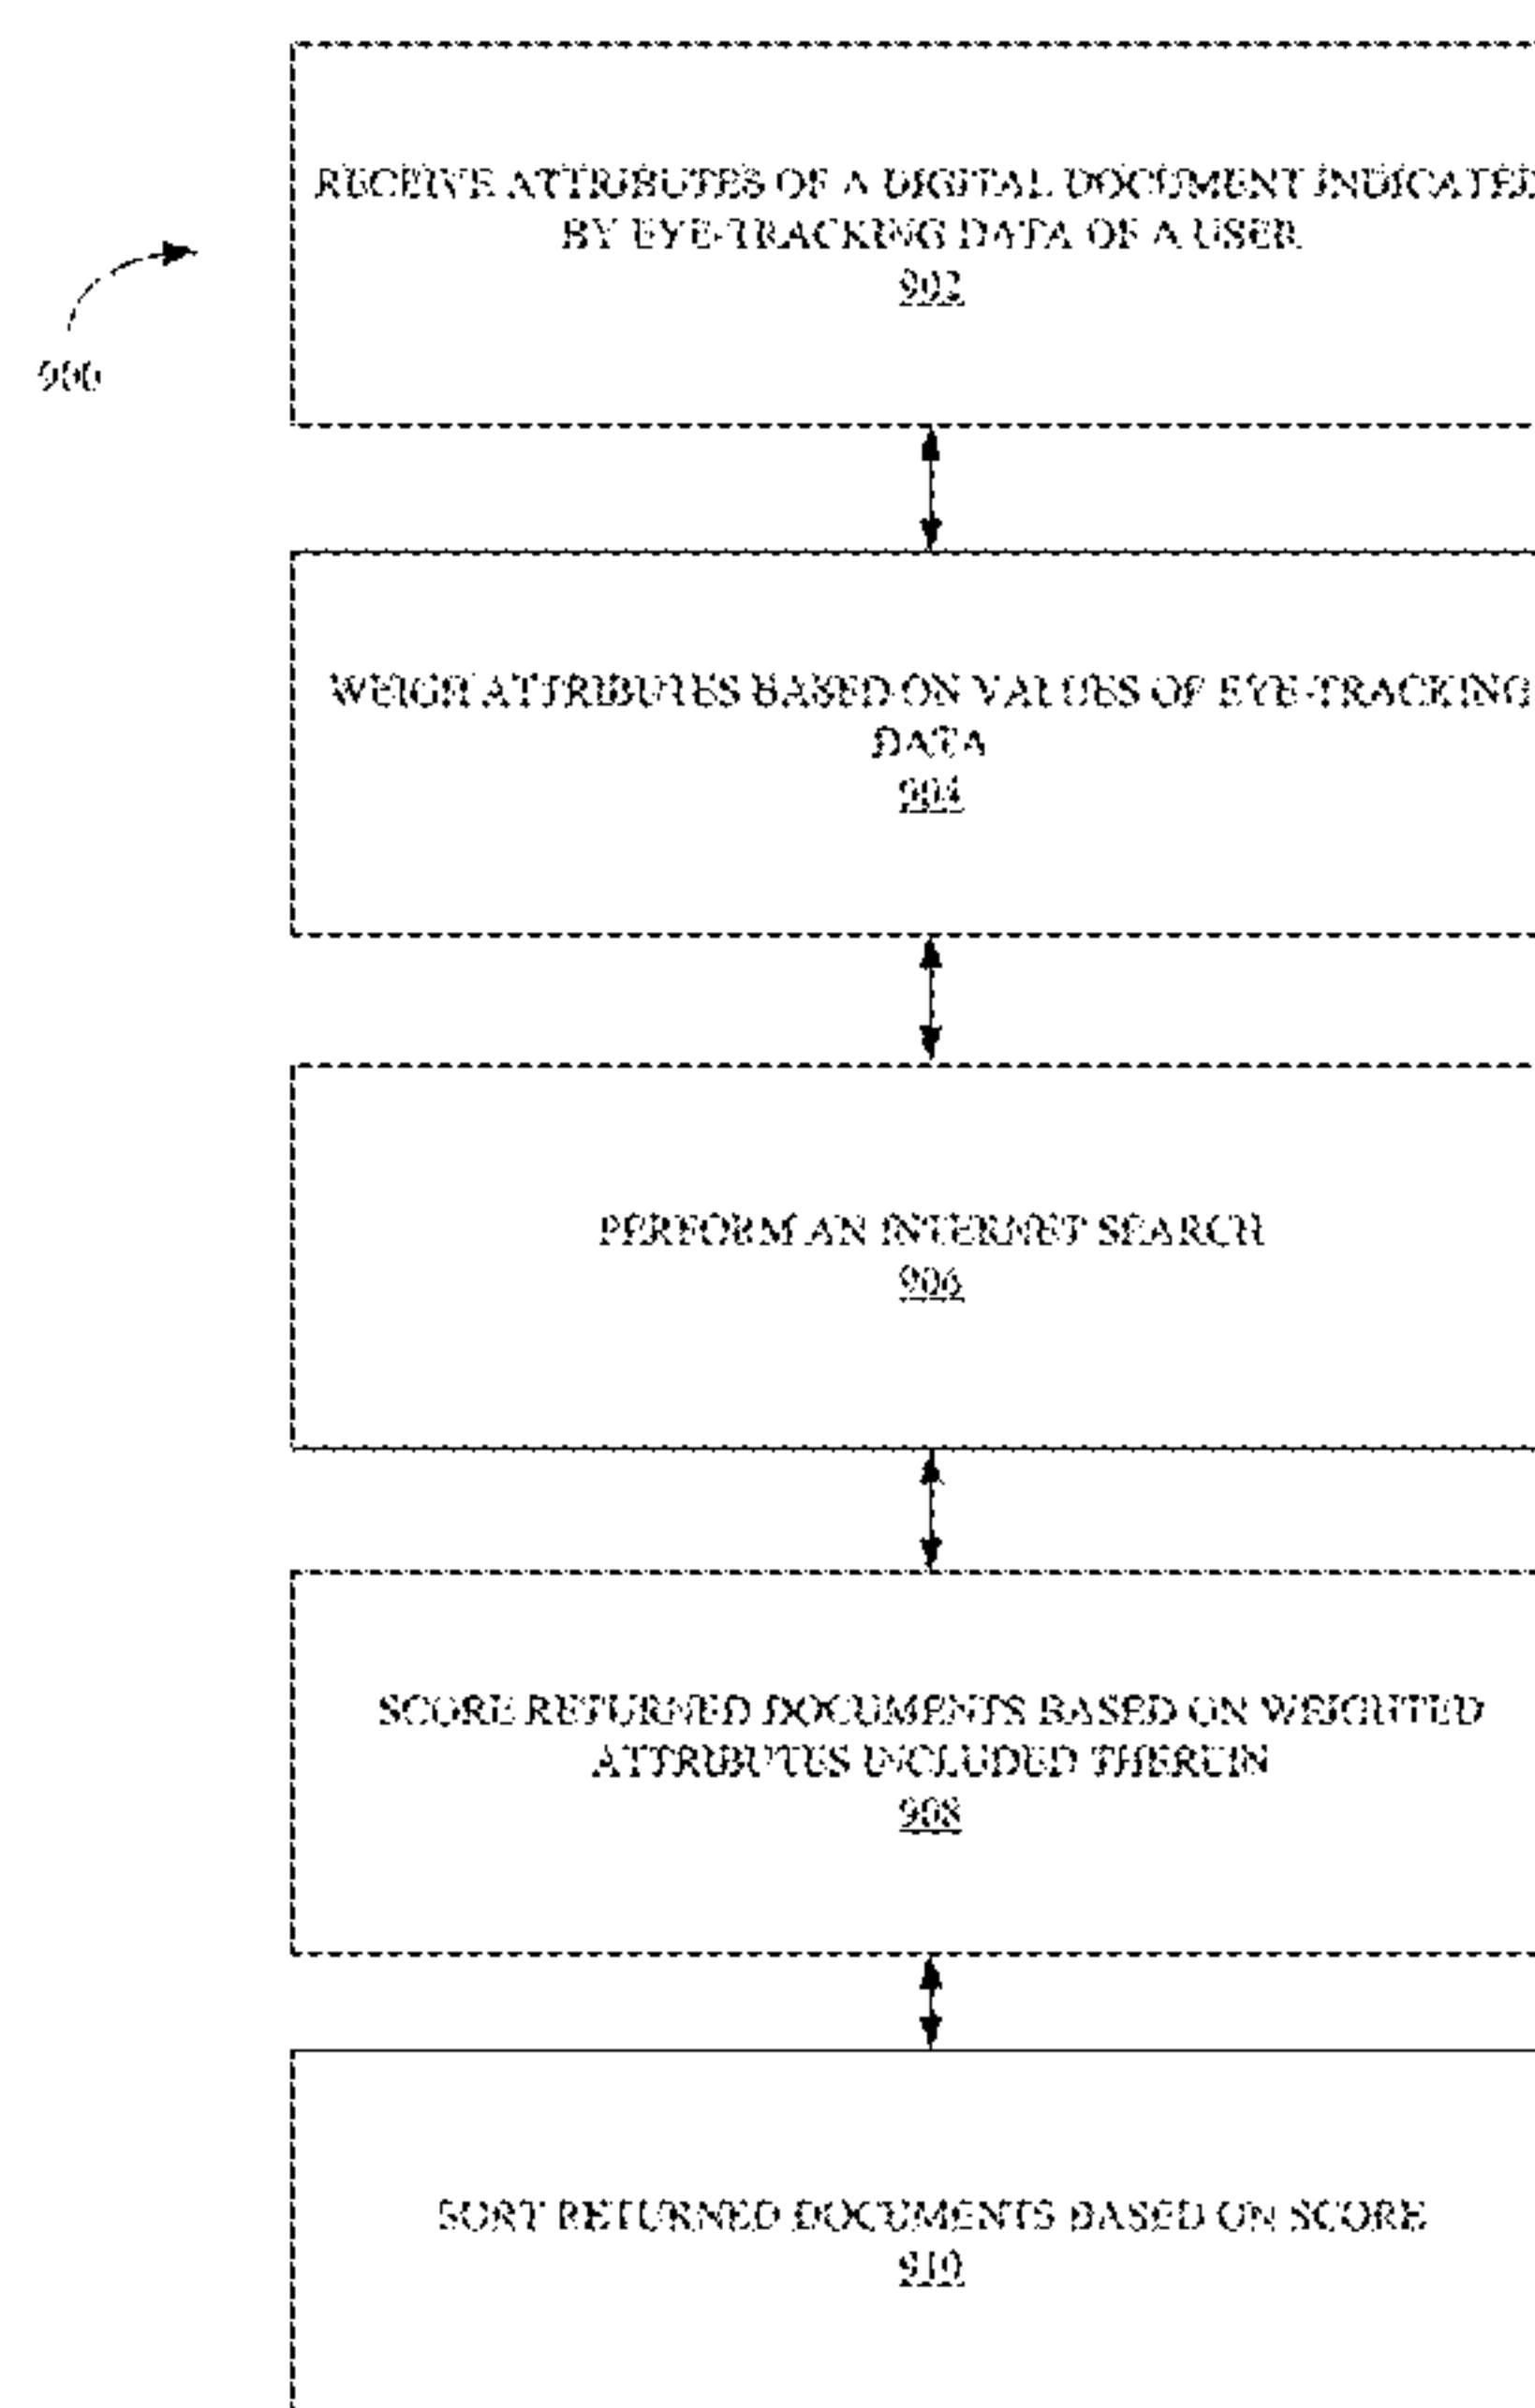 RECEIVE ATTRIBUTES OF A DIGITAL DOCUMENT INDICATED
BY EYE-TRACKING DATA OF A USER
902
900
WEIGH ATTRIBUTES BASED ON VALUES OF EYE-TRACKING
DATA
904
PERFORM AN INTERNET SEARCH
906
SCORE RETURNED DOCUMENTS BASED ON WEIGHTED
ATTRIBUTES INCLUDED THEREIN
908
SORT RETURNED DOCUMENTS BASED ON SCORE
910